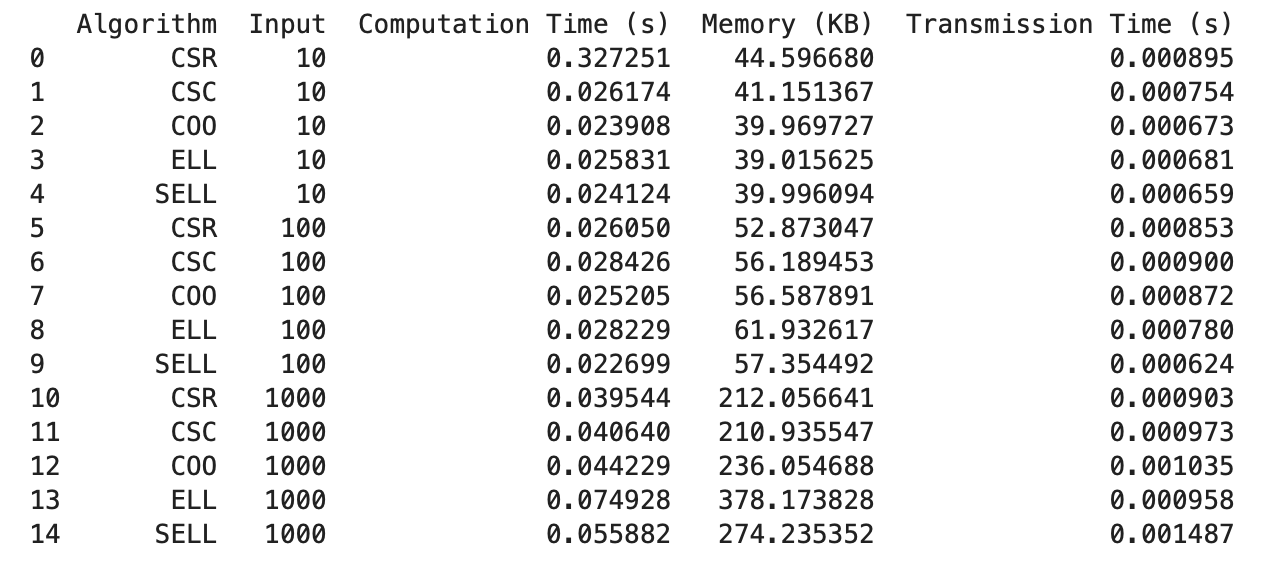 Algorithm Input Computation Time (s) Memory (KB) Transmission Time (s)
0 CSR 10 0.327251 44.596680 0.000895
1 CSC 10 0.026174 41.151367 0.000754
2 COO 10 0.023908 39.969727 0.000673
3 ELL 10 0.025831 39.015625 0.000681
4 SELL 10 0.024124 39.996094 0.000659
5 CSR 100 0.026050 52.873047 0.000853
6 CSC 100 0.028426 56.189453 0.000900
7 COO 100 0.025205 56.587891 0.000872
8 ELL 100 0.028229 61.932617 0.000780
9 SELL 100 0.022699 57.354492 0.000624
10 CSR 1000 0.039544 212.056641 0.000903
11 CSC 1000 0.040640 210.935547 0.000973
12 COO 1000 0.044229 236.054688 0.001035
13 ELL 1000 0.074928 378.173828 0.000958
14 SELL 1000 0.055882 274.235352 0.001487